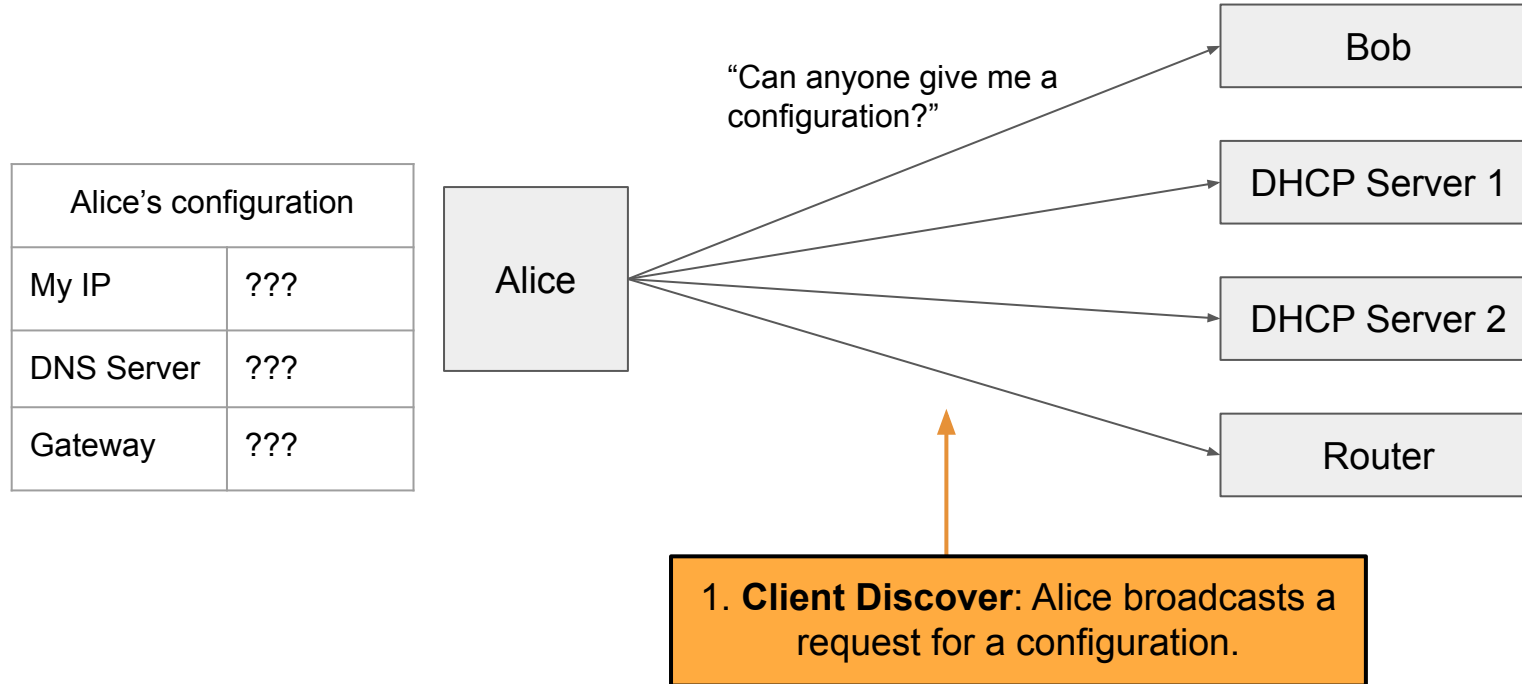 “Can anyone give me a
configuration?”
Bob
DHCP Server 1
DHCP Server 2
Router
Alice
Alice’s configuration
My IP ???
DNS Server ???
Gateway ???
1. Client Discover: Alice broadcasts a
request for a configuration.